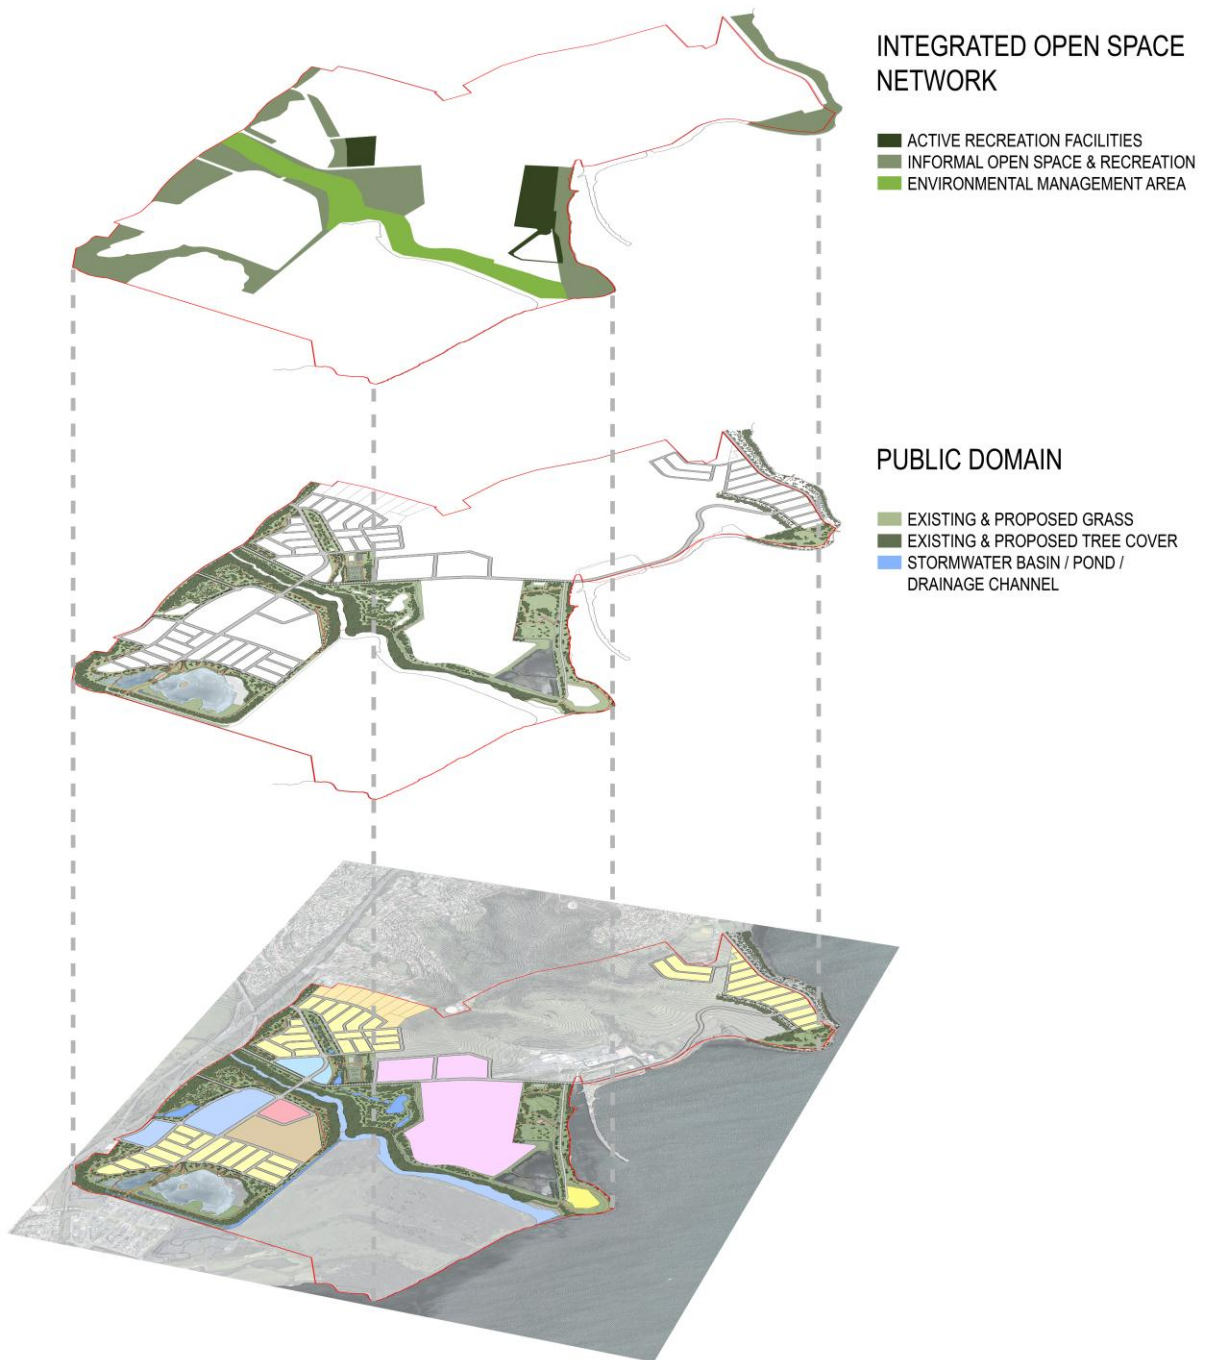 INTEGRATED OPEN SPACE
NETWORK
ACTIVE RECREATION FACILITIES
INFORMAL OPEN SPACE & RECREATION
ENVIRONMENTAL MANAGEMENT AREA
PUBLIC DOMAIN
EXISTING & PROPOSED GRASS
EXISTING & PROPOSED TREE COVER
STORMWATER BASIN / POND /
DRAINAGE CHANNEL